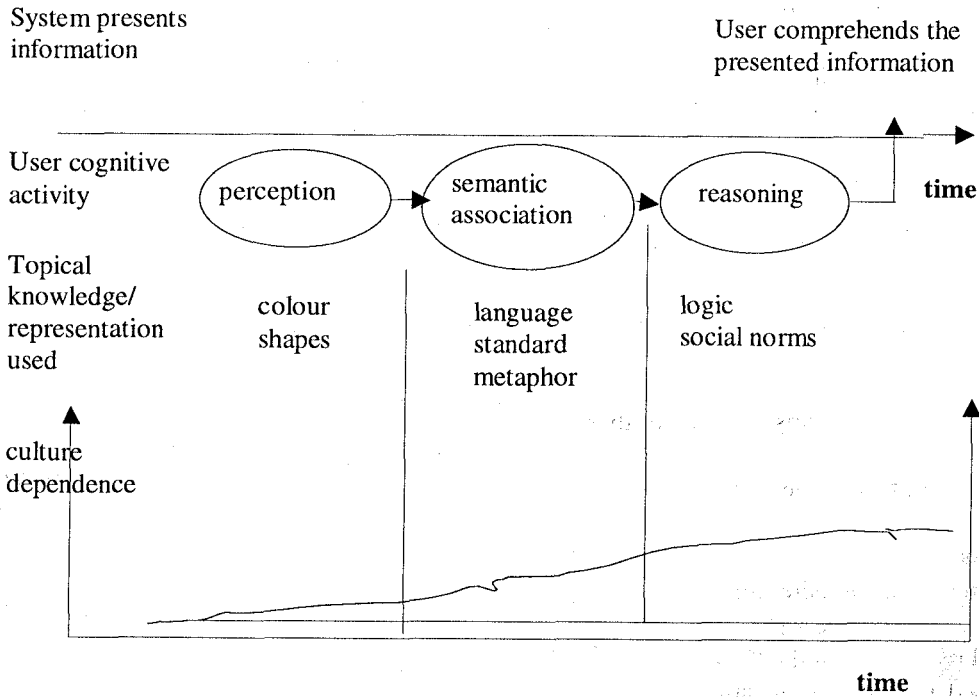 System presents
information
User comprehends the
presented information
User cognitive
activity
perception
semantic
association
reasoning
time
Topical
knowledge/
representation
used
colour
shapes
language
standard
metaphor
logic
social norms
culture
dependence
time